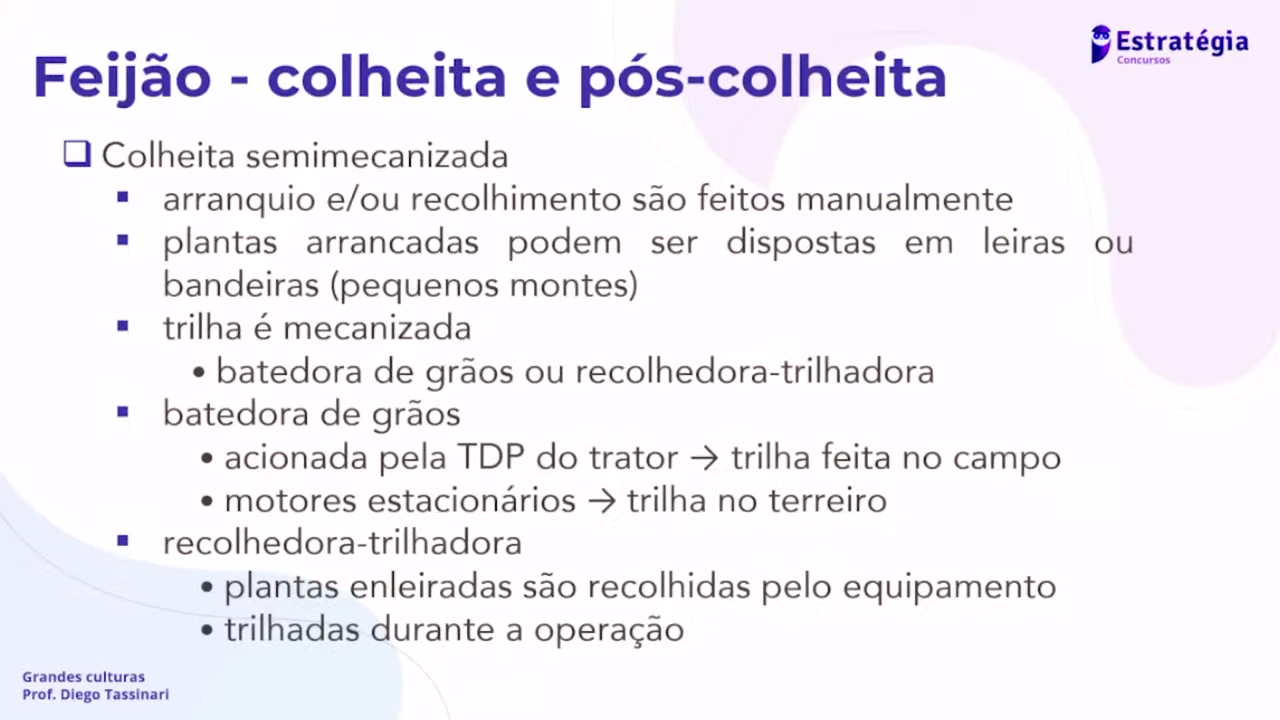 Estratégia
Concursos
Feijão - colheita e pós-colheita
❑ Colheita semimecanizada
▪ arranquio e/ou recolhimento são feitos manualmente
▪ plantas arrancadas podem ser dispostas em leiras ou
bandeiras (pequenos montes)
▪ trilha é mecanizada
• batedora de grãos ou recolhedora-trilhadora
▪ batedora de grãos
• acionada pela TDP do trator → trilha feita no campo
• motores estacionários → trilha no terreiro
▪ recolhedora-trilhadora
• plantas enleiradas são recolhidas pelo equipamento
• trilhadas durante a operação
Grandes culturas
Prof. Diego Tassinari